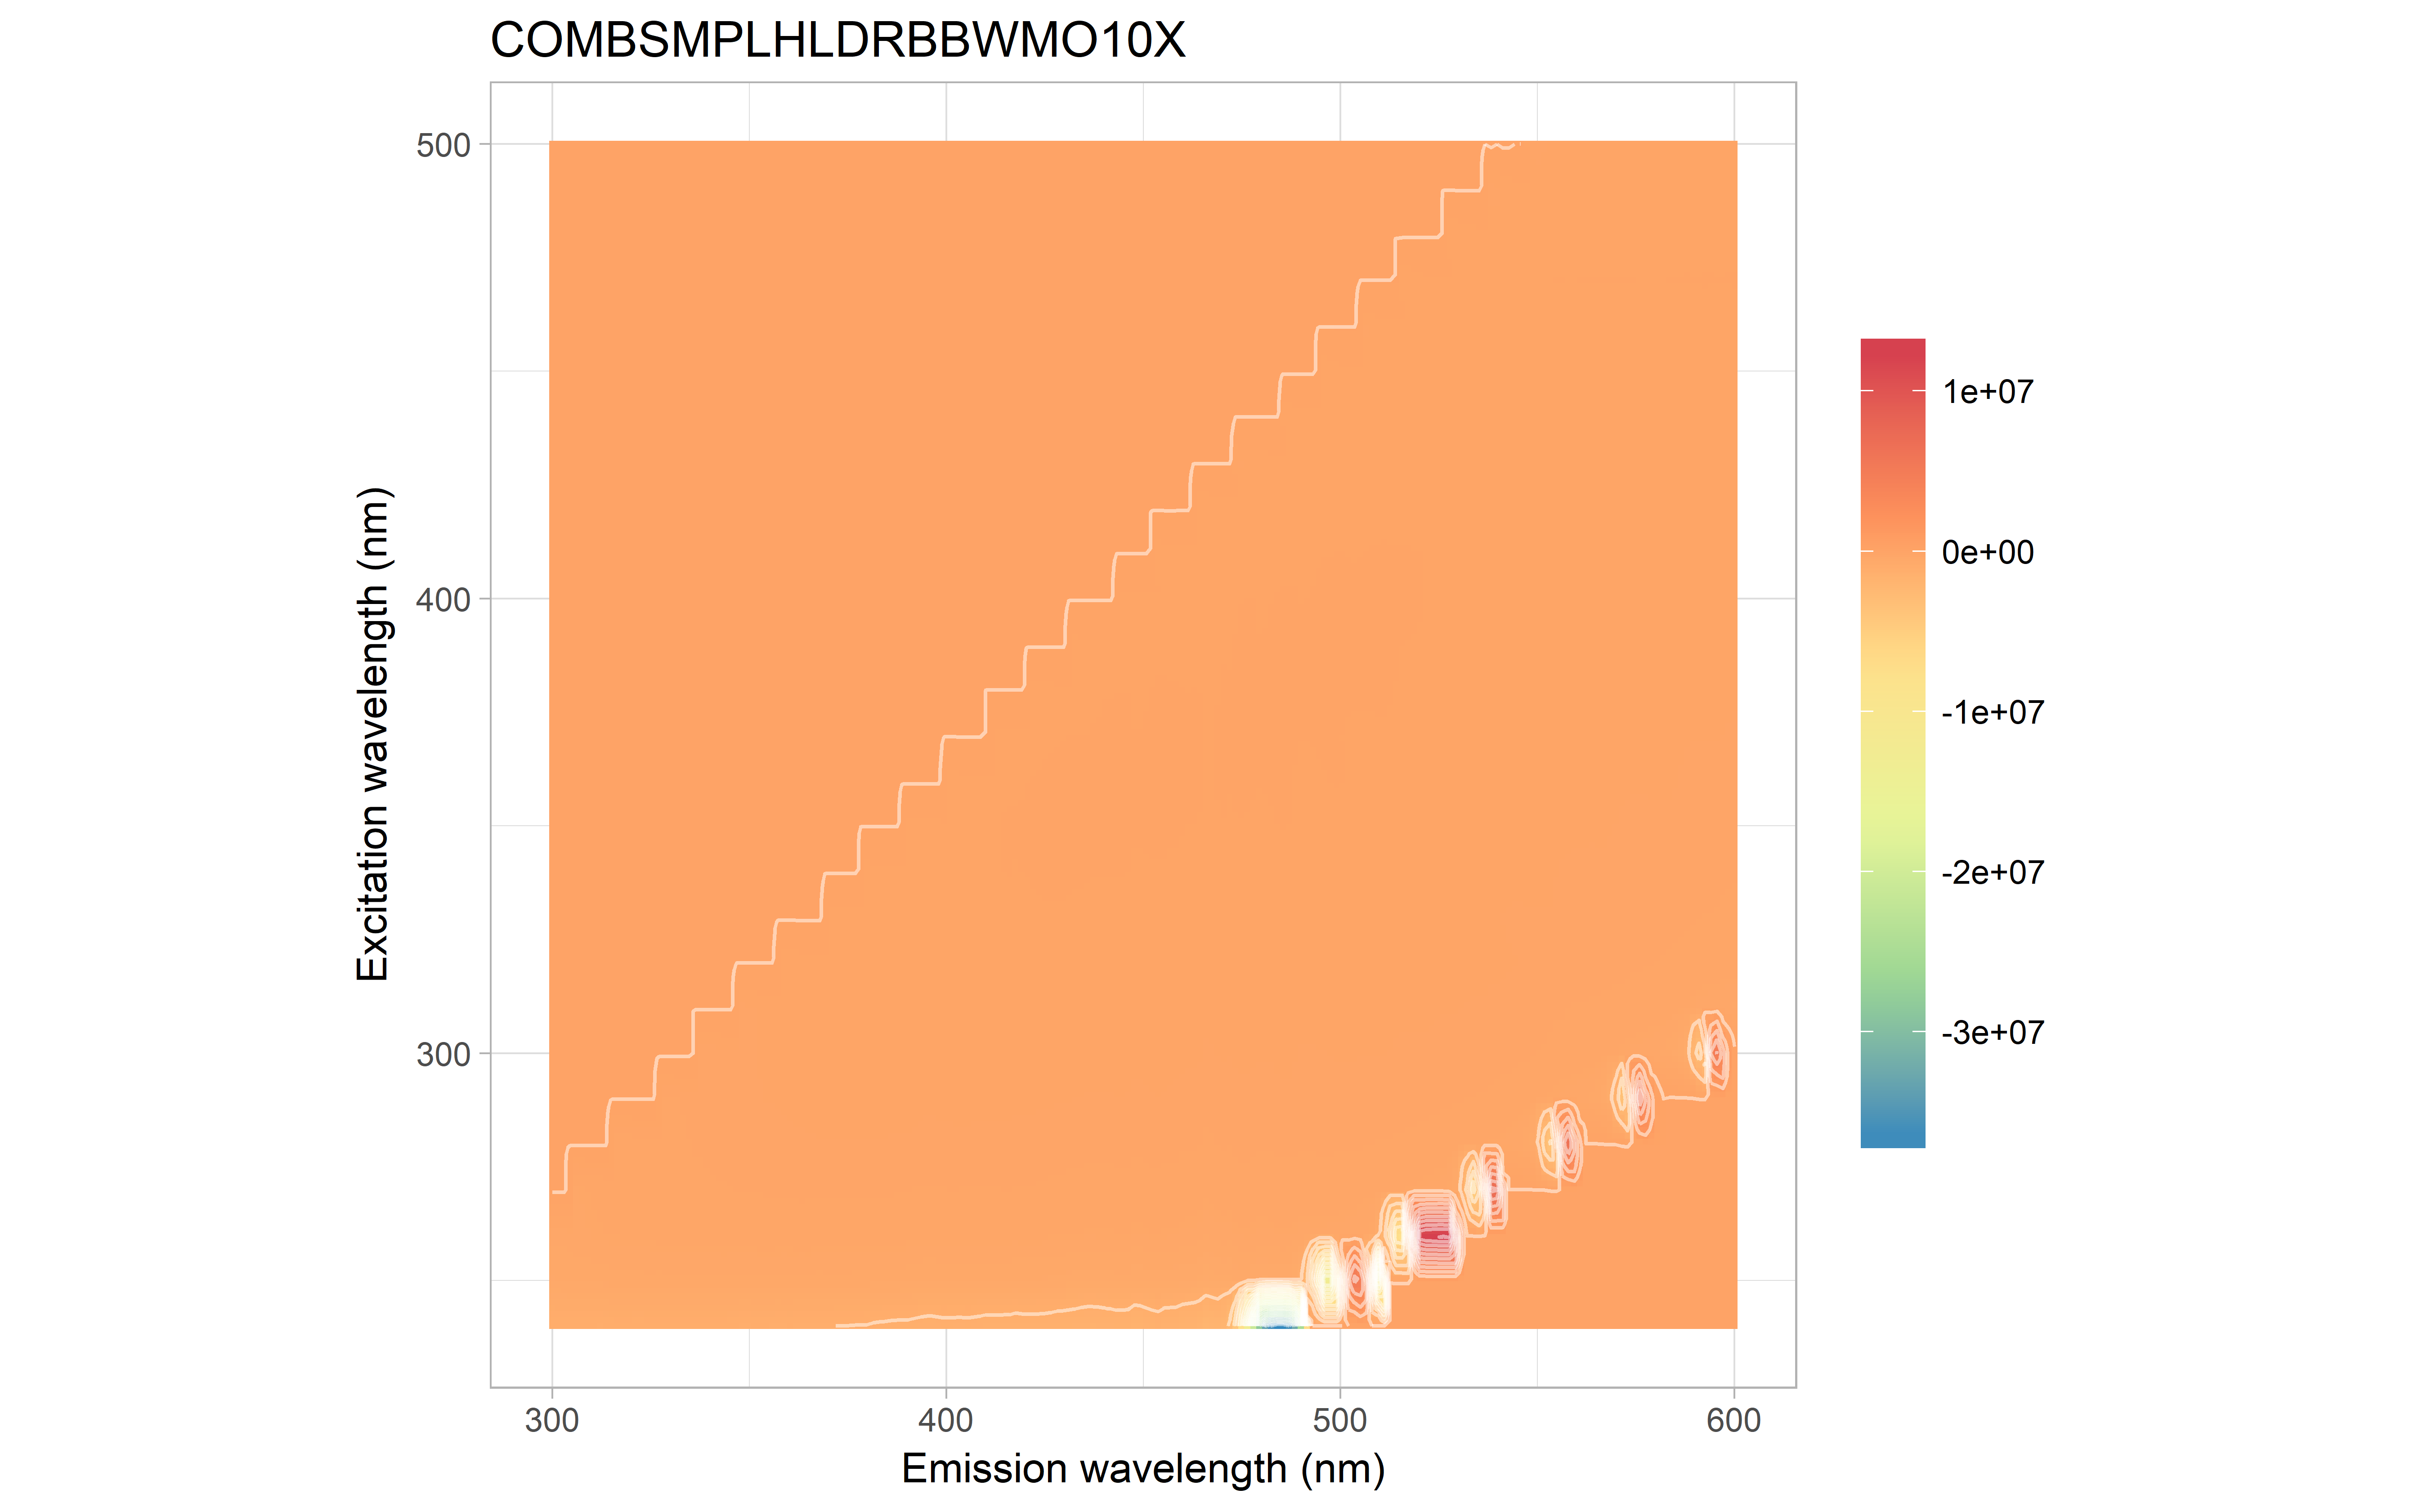 COMBSMPLHLDRBBWMO10X
Excitation wavelength (nm)
500
400
300
300 400 500 600
Emission wavelength (nm)
1e+07
0e+00
-1e+07
-2e+07
-3e+07